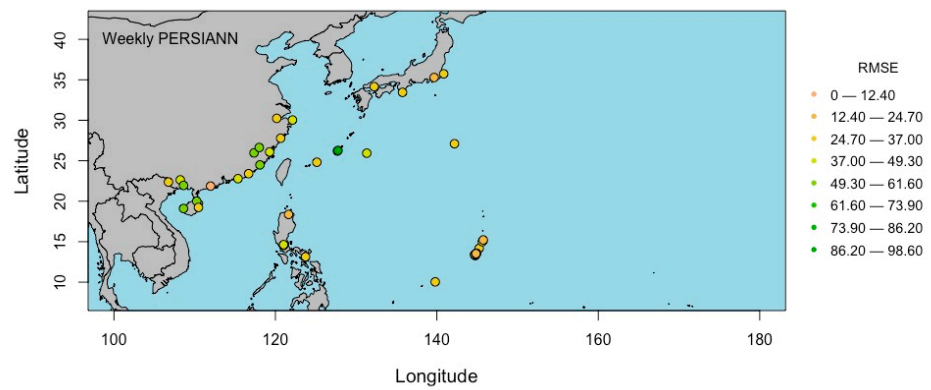 Weekly PERSIANN
Latitude
40
35
30
25
20
15
10
100 120 140 160 180
Longitude
RMSE
0 — 12.40
12.40 — 24.70
24.70 — 37.00
37.00 — 49.30
49.30 — 61.60
61.60 — 73.90
73.90 — 86.20
86.20 — 98.60